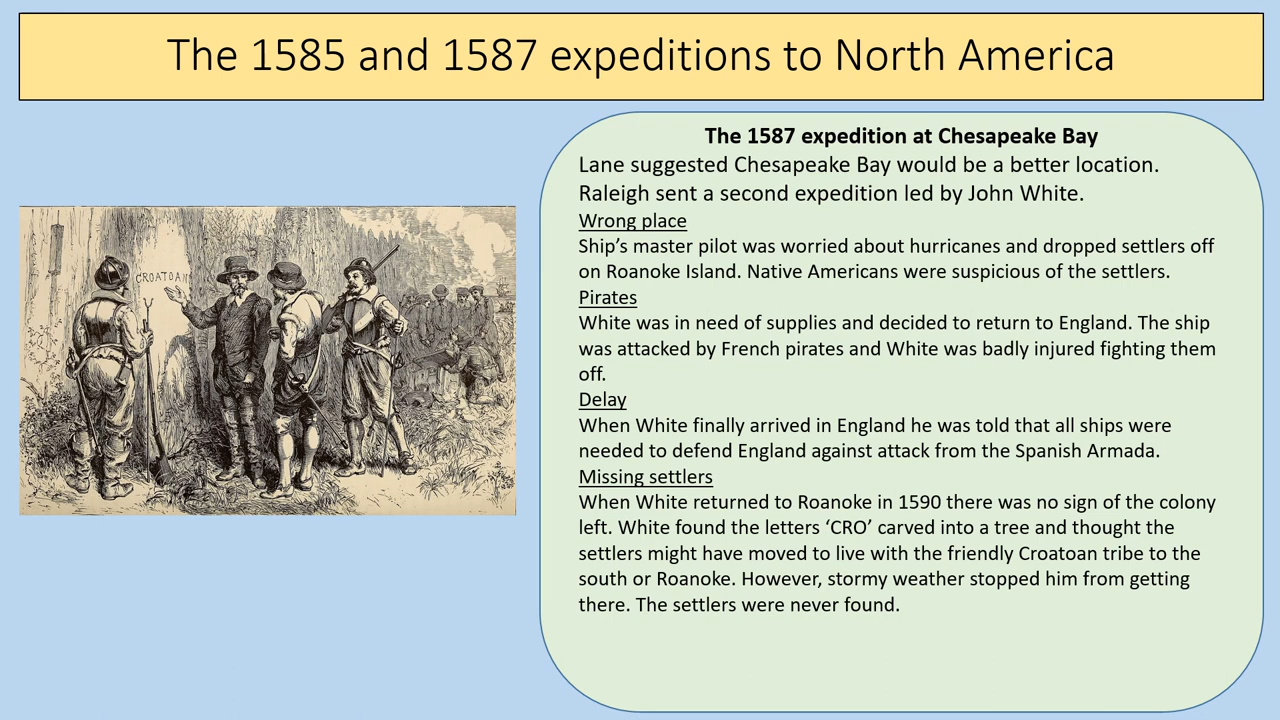 The 1585 and 1587 expeditions to North America
CROATOAN
The 1587 expedition at Chesapeake Bay
Lane suggested Chesapeake Bay would be a better location.
Raleigh sent a second expedition led by John White.
Wrong place
Ship’s master pilot was worried about hurricanes and dropped settlers off
on Roanoke Island. Native Americans were suspicious of the settlers.
Pirates
White was in need of supplies and decided to return to England. The ship
was attacked by French pirates and White was badly injured fighting them
off.
Delay
When White finally arrived in England he was told that all ships were
needed to defend England against attack from the Spanish Armada.
Missing settlers
When White returned to Roanoke in 1590 there was no sign of the colony
left. White found the letters ‘CRO’ carved into a tree and thought the
settlers might have moved to live with the friendly Croatoan tribe to the
south or Roanoke. However, stormy weather stopped him from getting
there. The settlers were never found.